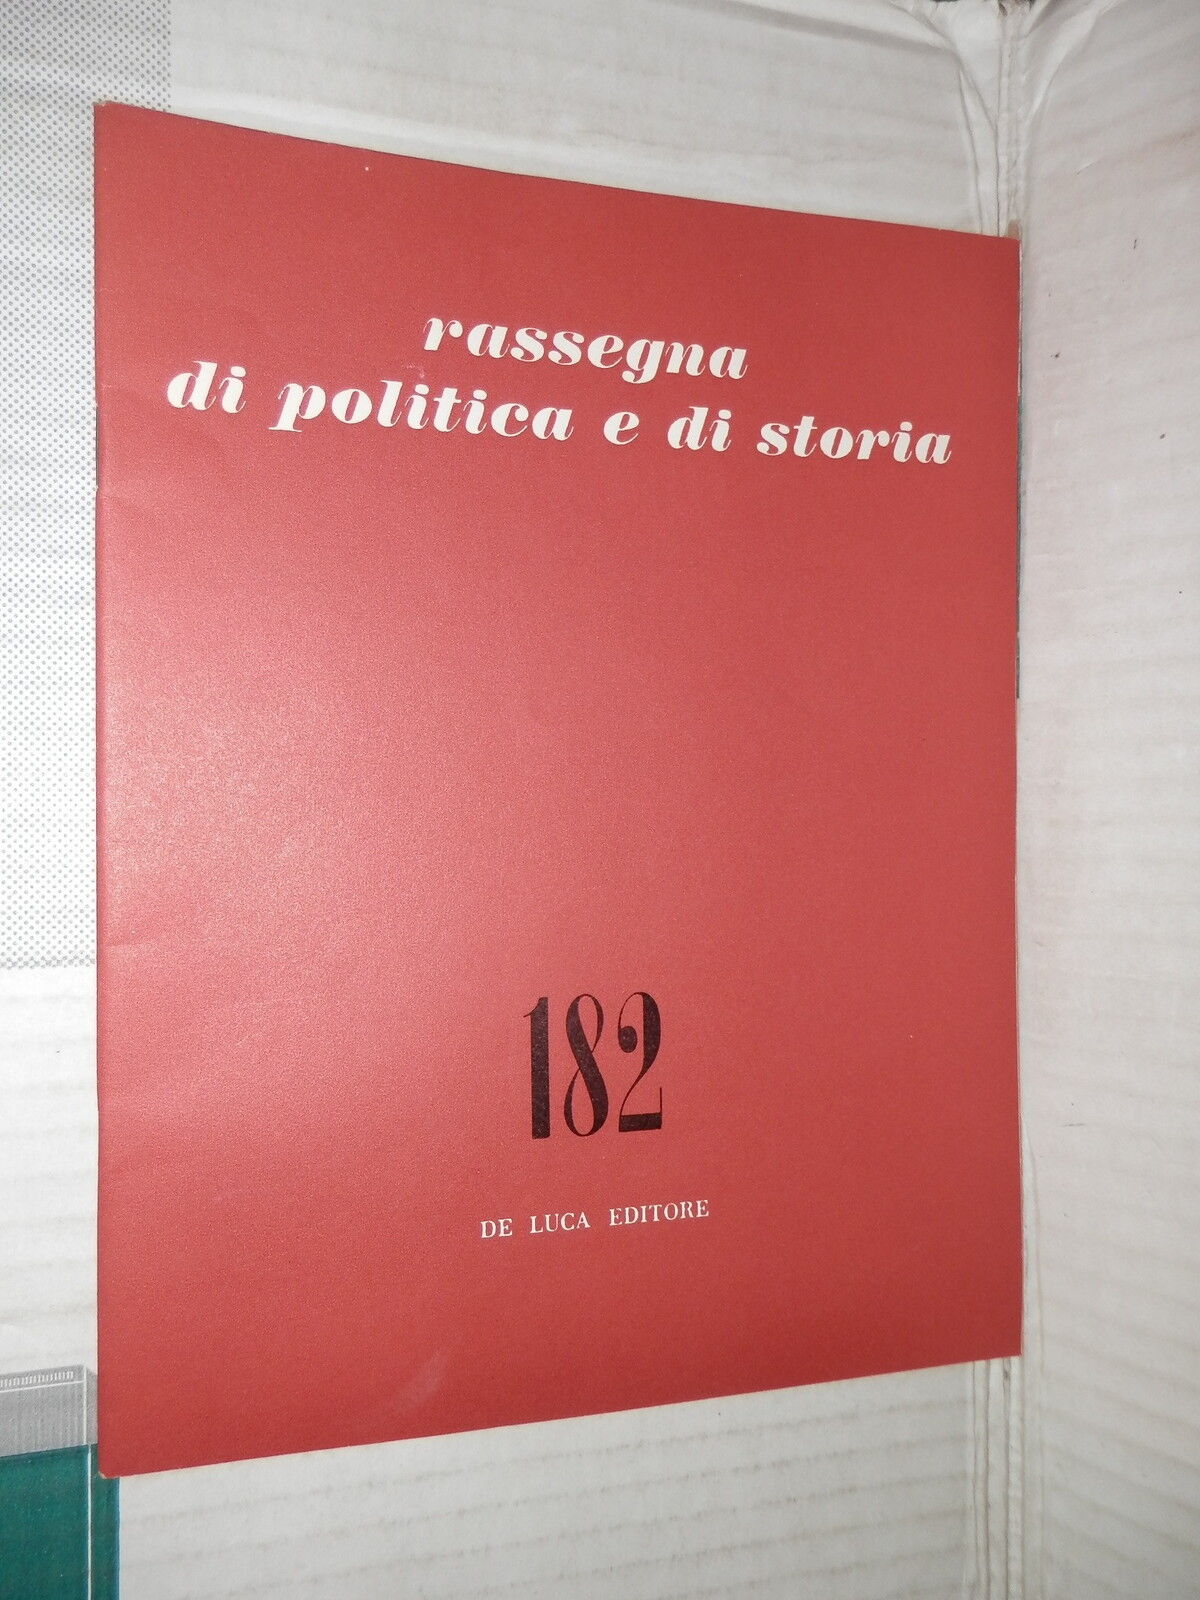 rassegna
di politica e di storia
182
DE LUCA EDITORE